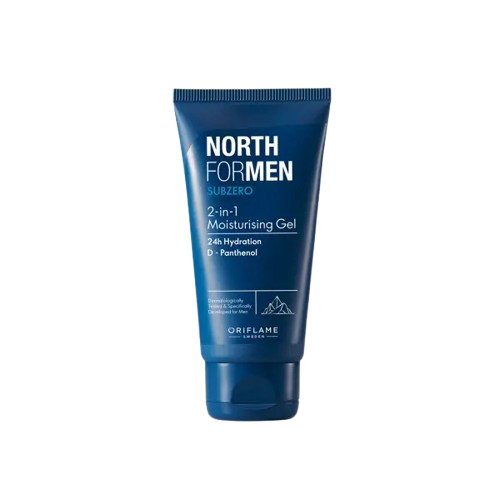 NORTH
FORMEN
SUBZERO
2-in-1
Moisturising Gel
24h Hydration
D - Panthenol
Dermatologically
Tested & Specifically
Developed for Men
ORIFLAME
SWEDEN